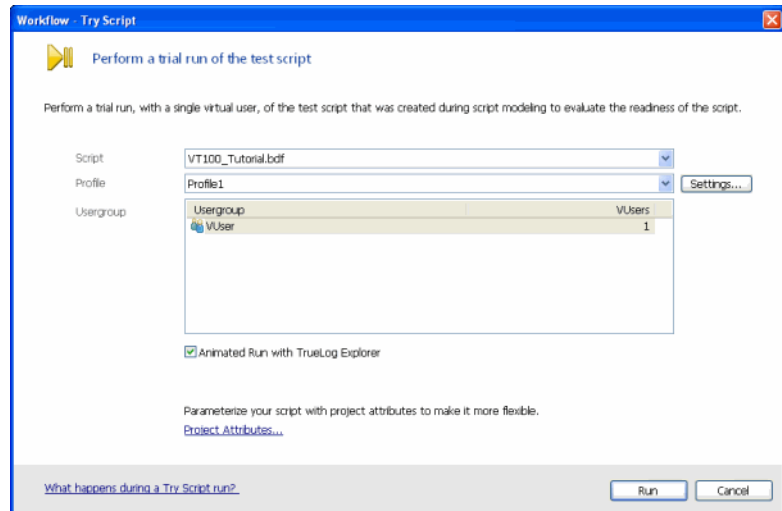 Workflow - Try Script
Perform a trial run of the test script
Perform a trial run, with a single virtual user, of the test script that was created during script modeling to evaluate the readiness of the script.
Script VT100_Tutorial.bdf
Profile Profile1 Settings...
Usergroup Usergroup VUsers
VUser 1
Animated Run with TrueLog Explorer
Parameterize your script with project attributes to make it more flexible.
Project Attributes...
What happens during a Try Script run? Run Cancel